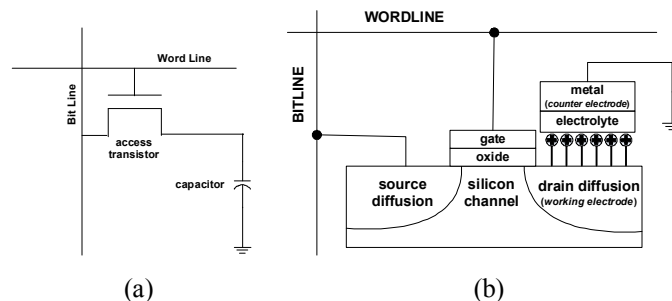 Bit Line
Word Line
access
transistor
capacitor
(a)
WORDLINE
BITLINE
metal
(counter electrode)
electrolyte
gate
oxide
source
diffusion
silicon
channel
drain diffusion
(working electrode)
(b)